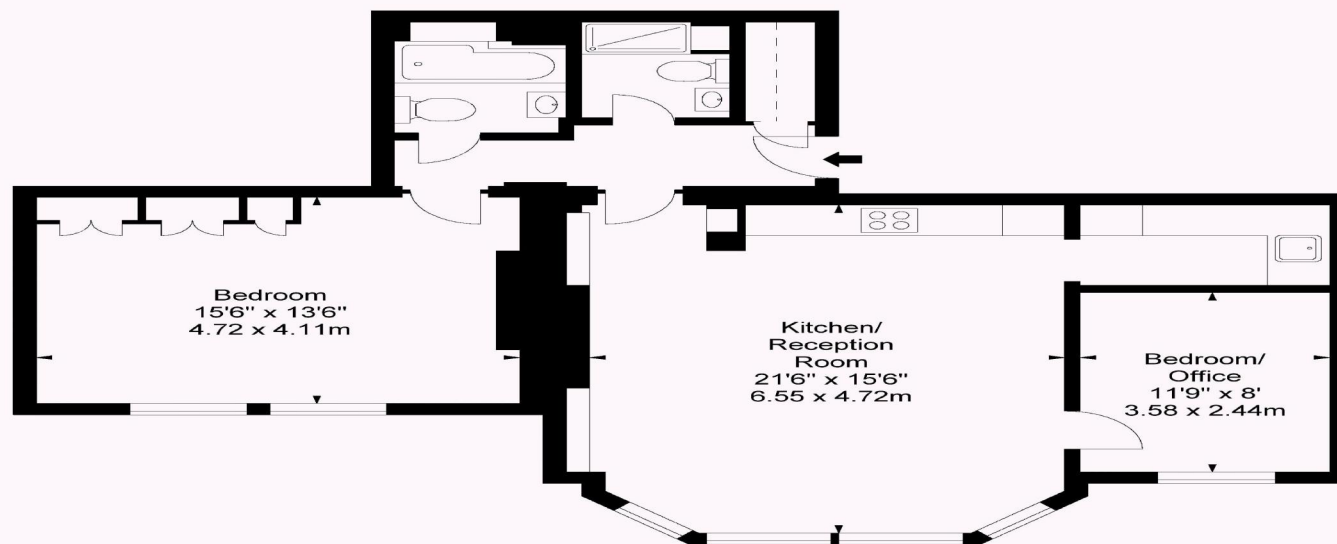 Bedroom
15'6" x 13'6"
4.72 x 4.11m
Kitchen/
Reception
Room
21'6" x 15'6"
6.55 x 4.72m
Bedroom/
Office
11'9" x 8'
3.58 x 2.44m